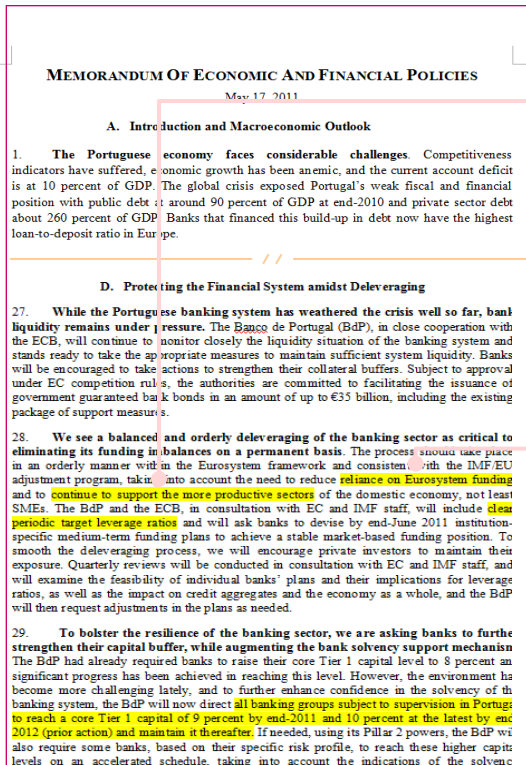 MEMORANDUM OF ECONOMIC AND FINANCIAL POLICIES
May 17, 2011
A. Introduction and Macroeconomic Outlook
1. The Portuguese economy faces considerable challenges. Competitiveness
indicators have suffered, economic growth has been anemic, and the current account deficit
is at 10 percent of GDP. The global crisis exposed Portugal's weak fiscal and financial
position with public debt at around 90 percent of GDP at end-2010 and private sector debt
about 260 percent of GDP. Banks that financed this build-up in debt now have the highest
loan-to-deposit ratio in Europe.
D. Protecting the Financial System amidst Deleveraging
27. While the Portuguese banking system has weathered the crisis well so far, bank
liquidity remains under pressure. The Banco de Portugal (BdP), in close cooperation with
the ECB, will continue to monitor closely the liquidity situation of the banking system and
stands ready to take the appropriate measures to maintain sufficient system liquidity. Banks
will be encouraged to take actions to strengthen their collateral buffers. Subject to approval
under EC competition rules, the authorities are committed to facilitating the issuance of
government guaranteed bank bonds in an amount of up to €35 billion, including the existing
package of support measures.
28. We see a balanced and orderly deleveraging of the banking sector as critical to
eliminating its funding imbalances on a permanent basis. The process should take place
in an orderly manner within the Eurosystem framework and consistent with the IMF/EU
adjustment program, taking into account the need to reduce reliance on Eurosystem funding
and to continue to support the more productive sectors of the domestic economy, not least
SMEs. The BdP and the ECB, in consultation with EC and IMF staff, will include clear
periodic target leverage ratios and will ask banks to devise by end-June 2011 institution-
specific medium-term funding plans to achieve a stable market-based funding position. To
smooth the deleveraging process, we will encourage private investors to maintain their
exposure. Quarterly reviews will be conducted in consultation with EC and IMF staff, and
will examine the feasibility of individual banks' plans and their implications for leverage
ratios, as well as the impact on credit aggregates and the economy as a whole, and the BdP
will then request adjustments in the plans as needed.
29. To bolster the resilience of the banking sector, we are asking banks to furthe
strengthen their capital buffer, while augmenting the bank solvency support mechanism
The BdP had already required banks to raise their core Tier 1 capital level to 8 percent an
significant progress has been achieved in reaching this level. However, the environment ha
become more challenging lately, and to further enhance confidence in the solvency of th
banking system, the BdP will now direct all banking groups subject to supervision in Portuga
to reach a core Tier 1 capital of 9 percent by end-2011 and 10 percent at the latest by end
2012 (prior action) and maintain it thereafter. If needed, using its Pillar 2 powers, the BdP wi
also require some banks, based on their specific risk profile, to reach these higher capita
levels on an accelerated schedule, taking into account the indications of the solvenc